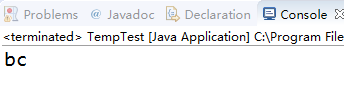 Problems @ Javadoc Declaration Console
<terminated> TempTest [Java Application] C:\Program File
bc